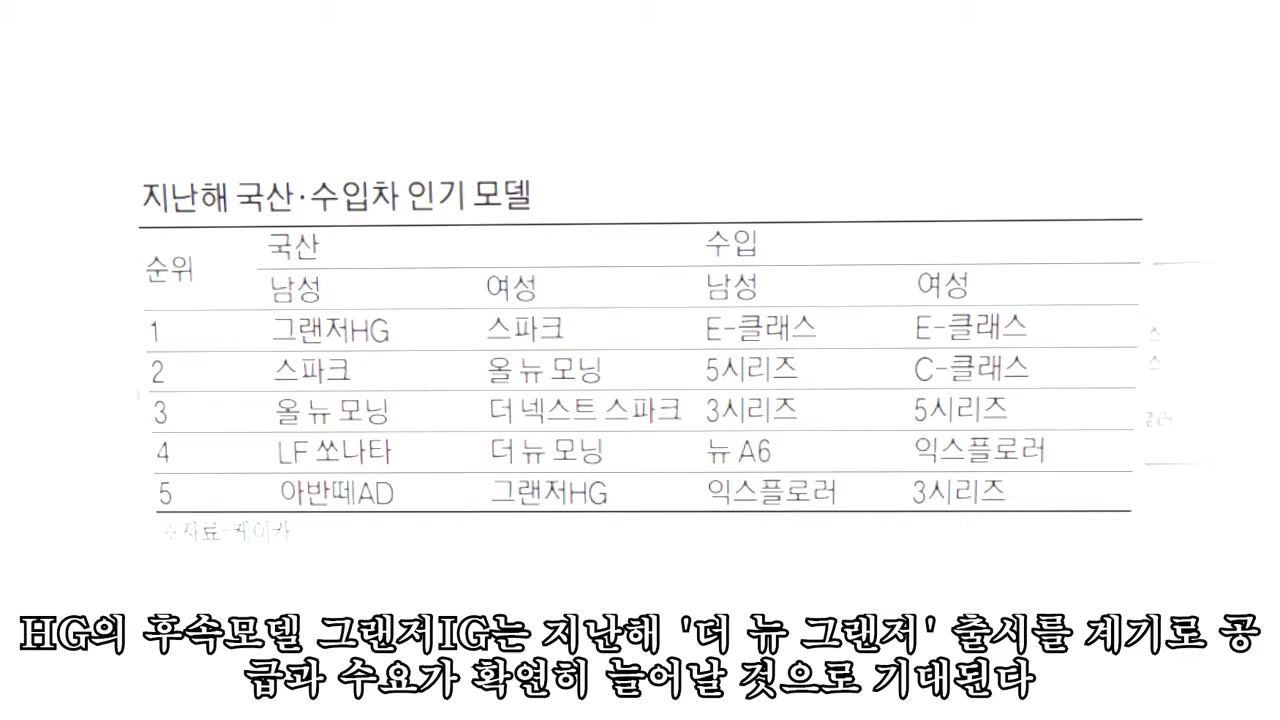 지난해 국산·수입차 인기 모델
순위 국산 수입
남성 여성 남성 여성
1 그랜저HG 스파크 E-클래스 E-클래스
2 스파크 올 뉴 모닝 5시리즈 C-클래스
3 올 뉴 모닝 더 넥스트 스파크 3시리즈 5시리즈
4 LF 쏘나타 더 뉴 모닝 뉴 A6 익스플로러
5 아반떼AD 그랜저HG 익스플로러 3시리즈
※자료-케이카
HG의 후속모델 그랜저IG는 지난해 '더 뉴 그랜저' 출시를 계기로 공
급과 수요가 확연히 늘어날 것으로 기대된다